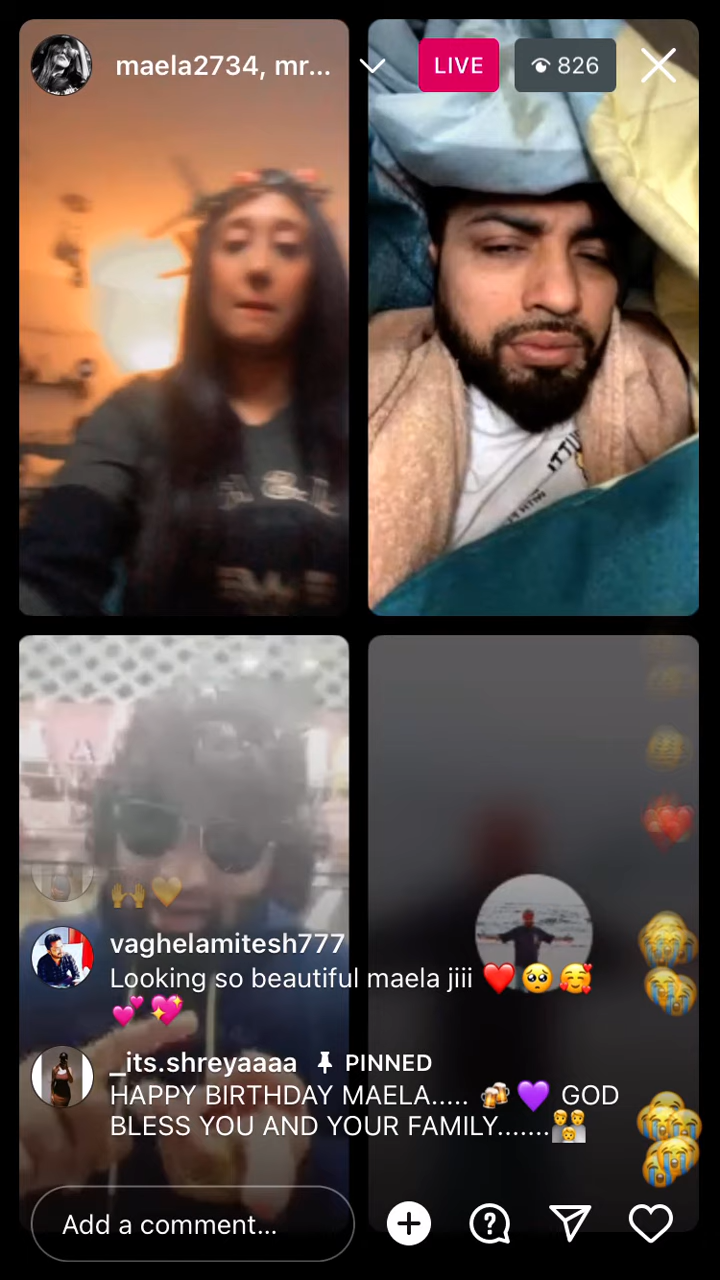 maela2734, mr...
LIVE
826
vaghelamitesh777
Looking so beautiful maela jiii ❤️🥺🥰
💕💖
_its.shreyaaaa PINNED
HAPPY BIRTHDAY MAELA..... 🍻💜 GOD
BLESS YOU AND YOUR FAMILY.......👨‍👩‍👦
Add a comment...